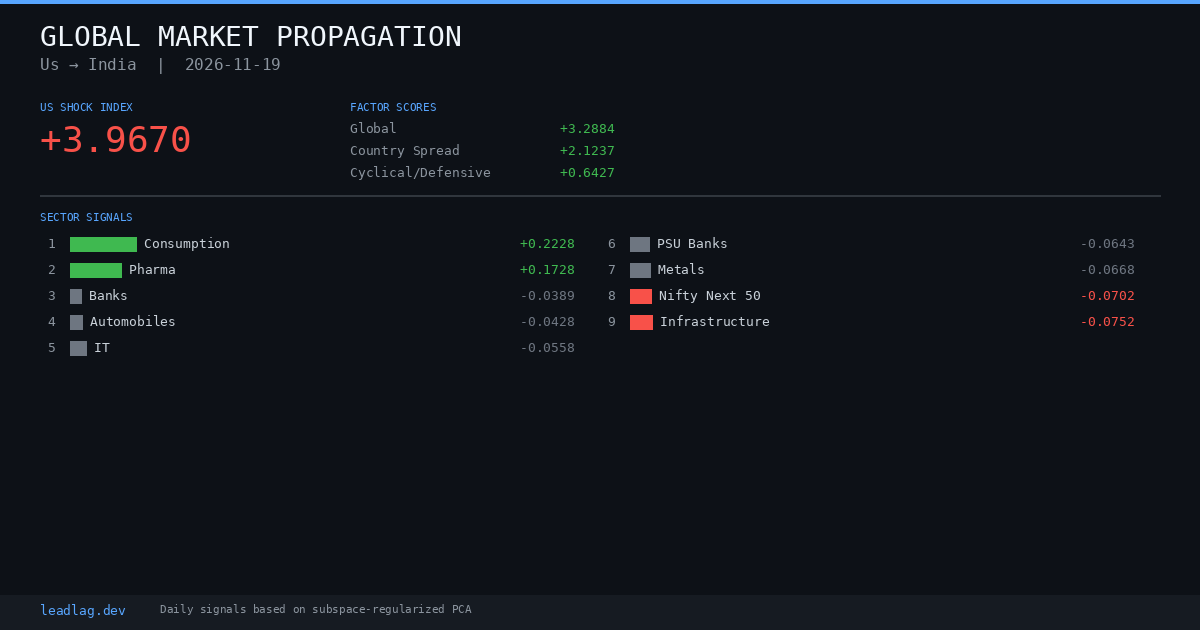 GLOBAL MARKET PROPAGATION
Us → India | 2026-11-19
US SHOCK INDEX
+3.9670
FACTOR SCORES
Global +3.2884
Country Spread +2.1237
Cyclical/Defensive +0.6427
SECTOR SIGNALS
1 Consumption +0.2228
2 Pharma +0.1728
3 Banks -0.0389
4 Automobiles -0.0428
5 IT -0.0558
6 PSU Banks -0.0643
7 Metals -0.0668
8 Nifty Next 50 -0.0702
9 Infrastructure -0.0752
leadlag.dev Daily signals based on subspace-regularized PCA